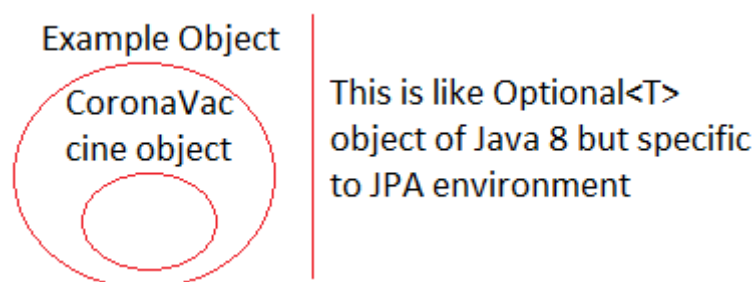 Example Object
CoronaVac
cine object
This is like Optional<T>
object of Java 8 but specific
to JPA environment